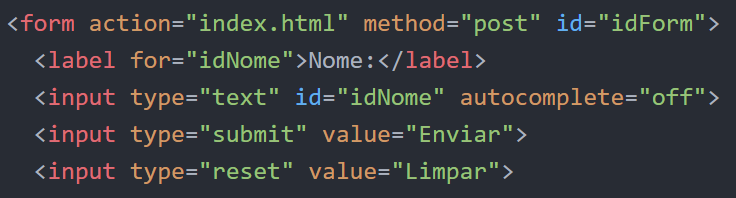 <form action="index.html" method="post" id="idForm">
<label for="idNome">Nome:</label>
<input type="text" id="idNome" autocomplete="off">
<input type="submit" value="Enviar">
<input type="reset" value="Limpar">